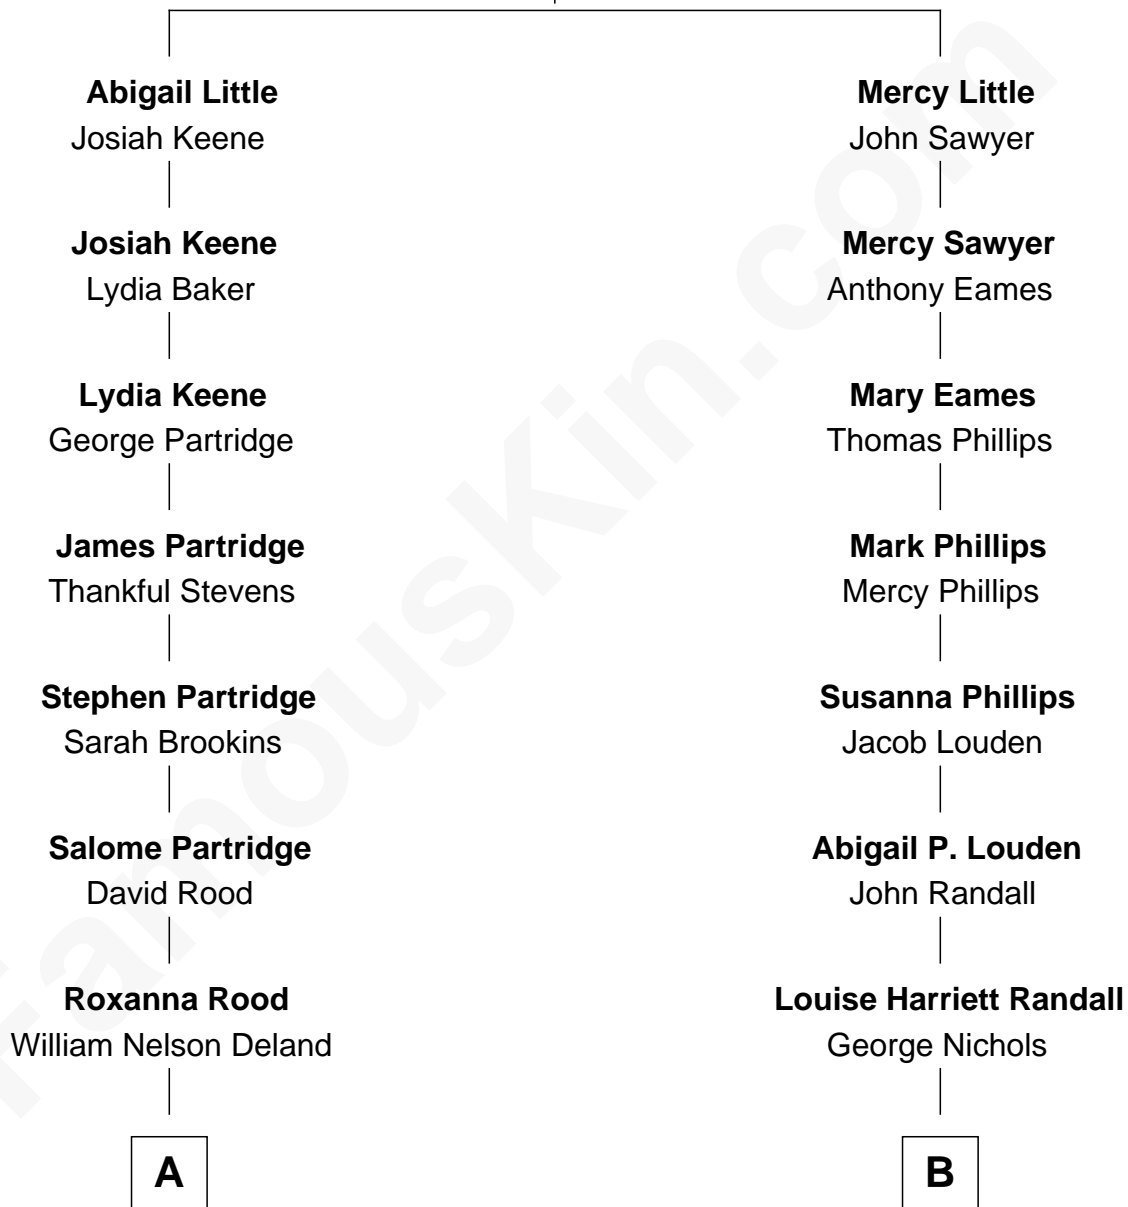 Abigail Little
Josiah Keene
Josiah Keene
Lydia Baker
Lydia Keene
George Partridge
James Partridge
Thankful Stevens
Stephen Partridge
Sarah Brookins
Salome Partridge
David Rood
Roxanna Rood
William Nelson Deland
A
Mercy Little
John Sawyer
Mercy Sawyer
Anthony Eames
Mary Eames
Thomas Phillips
Mark Phillips
Mercy Phillips
Susanna Phillips
Jacob Louden
Abigail P. Louden
John Randall
Louise Harriett Randall
George Nichols
B
FamousKin.com